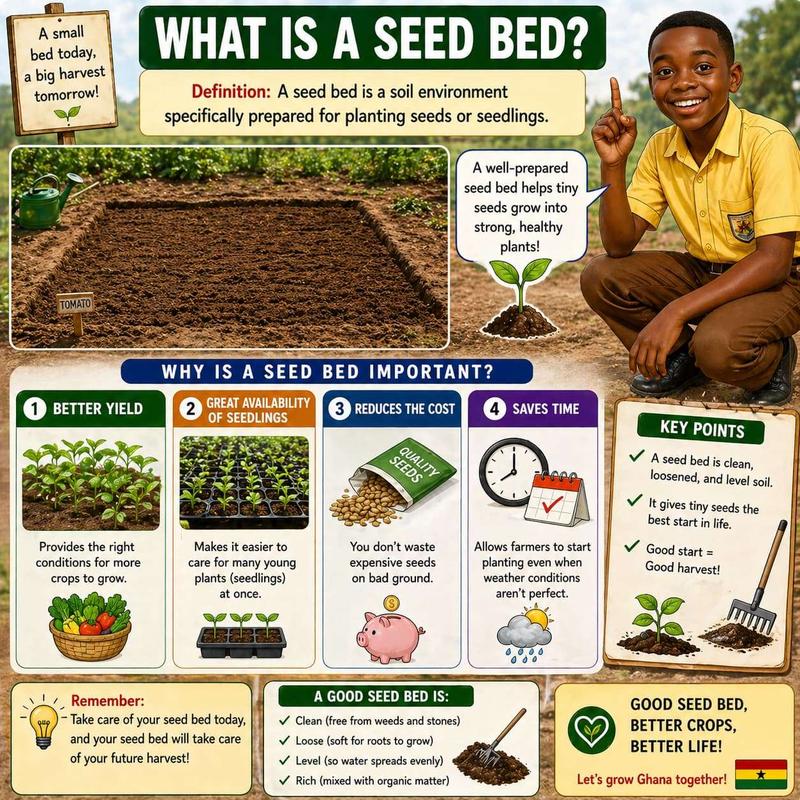 A small
bed today,
a big harvest
tomorrow!
WHAT IS A SEED BED?
Definition: A seed bed is a soil environment
specifically prepared for planting seeds or seedlings.
TOMATO
A well-prepared
seed bed helps tiny
seeds grow into
strong, healthy
plants!
WHY IS A SEED BED IMPORTANT?
1 BETTER YIELD
Provides the right
conditions for more
crops to grow.
2 GREAT AVAILABILITY
OF SEEDLINGS
Makes it easier to
care for many young
plants (seedlings)
at once.
3 REDUCES THE COST
QUALITY
SEEDS
You don't waste
expensive seeds
on bad ground.
$
4 SAVES TIME
Allows farmers to start
planting even when
weather conditions
aren't perfect.
KEY POINTS
✓ A seed bed is clean,
loosened, and level soil.
✓ It gives tiny seeds the
best start in life.
✓ Good start =
Good harvest!
Remember:
Take care of your seed bed today,
and your seed bed will take care
of your future harvest!
A GOOD SEED BED IS:
✓ Clean (free from weeds and stones)
✓ Loose (soft for roots to grow)
✓ Level (so water spreads evenly)
✓ Rich (mixed with organic matter)
GOOD SEED BED,
BETTER CROPS,
BETTER LIFE!
Let's grow Ghana together!